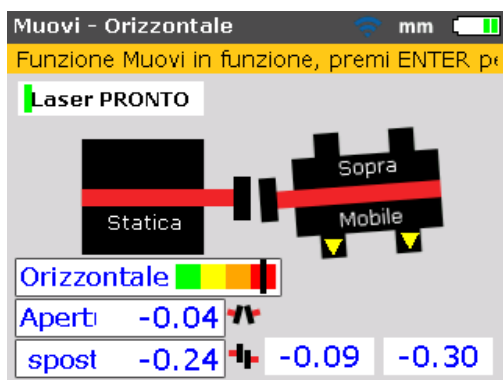 Muovi - Orizzontale mm
Funzione Muovi in funzione, premi ENTER pe
Laser PRONTO
Sopra
Statica
Mobile
Orizzontale
Aperti -0.04
spost -0.24 -0.09 -0.30